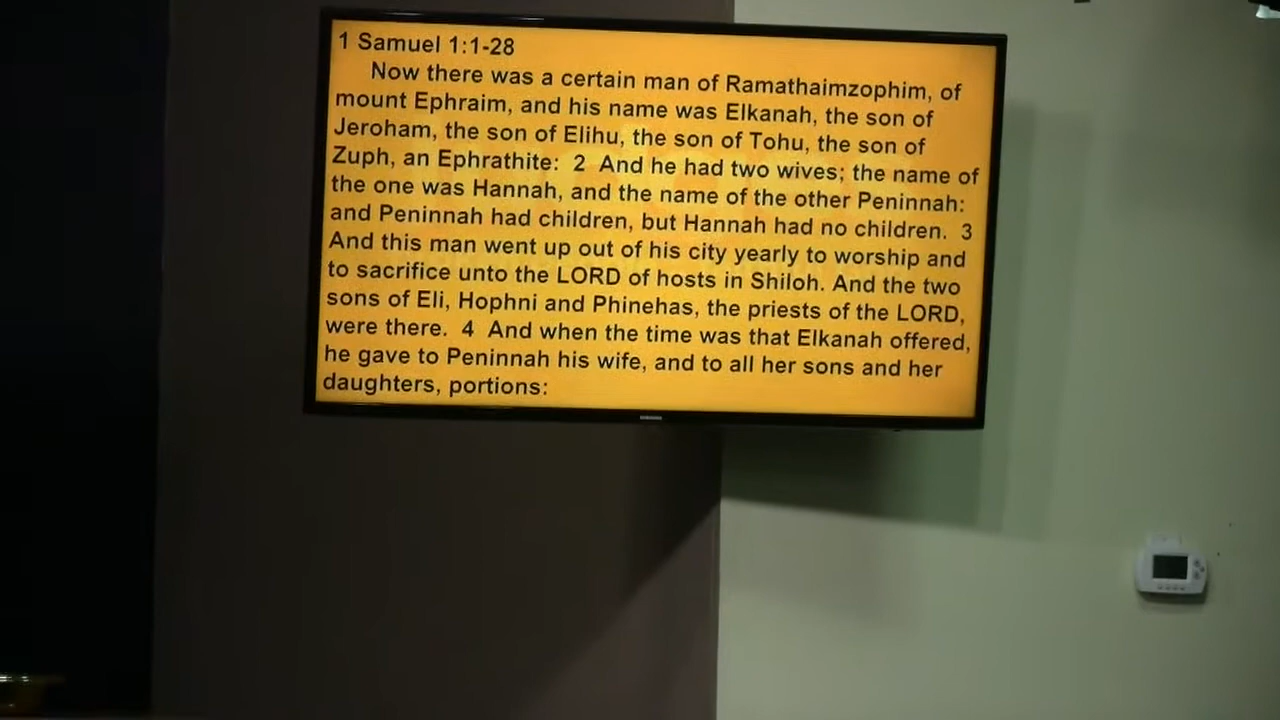 1 Samuel 1:1-28
Now there was a certain man of Ramathaimzophim, of
mount Ephraim, and his name was Elkanah, the son of
Jeroham, the son of Elihu, the son of Tohu, the son of
Zuph, an Ephrathite: 2 And he had two wives; the name of
the one was Hannah, and the name of the other Peninnah:
and Peninnah had children, but Hannah had no children. 3
And this man went up out of his city yearly to worship and
to sacrifice unto the LORD of hosts in Shiloh. And the two
sons of Eli, Hophni and Phinehas, the priests of the LORD,
were there. 4 And when the time was that Elkanah offered,
he gave to Peninnah his wife, and to all her sons and her
daughters, portions: